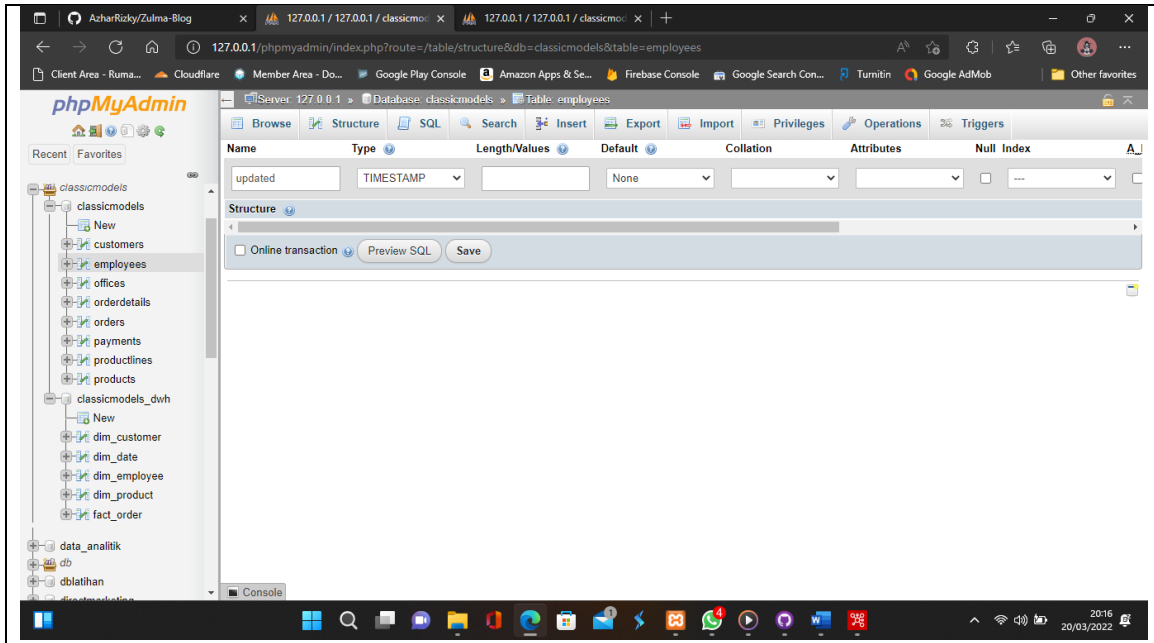 AzharRizky/Zulma-Blog
127.0.0.1 / 127.0.0.1 / classicmod
127.0.0.1 / 127.0.0.1 / classicmod
127.0.0.1/phpmyadmin/index.php?route=/table/structure&db=classicmodels&table=employees
Client Area - Ruma... Cloudflare Member Area - Do... Google Play Console Amazon Apps & Se... Firebase Console Google Search Con... Turnitin Google AdMob Other favorites
phpMyAdmin
Recent Favorites
classicmodels
classicmodels
New
customers
employees
offices
orderdetails
orders
payments
productlines
products
classicmodels_dwh
New
dim_customer
dim_date
dim_employee
dim_product
fact_order
data_analitik
db
dblatihan
directmarketing
Server: 127.0.0.1 » Database: classicmodels » Table: employees
Browse Structure SQL Search Insert Export Import Privileges Operations Triggers
Name Type Length/Values Default Collation Attributes Null Index A_I
updated TIMESTAMP None ---
Structure
Online transaction Preview SQL Save
Console
1
4
20:16
20/03/2022